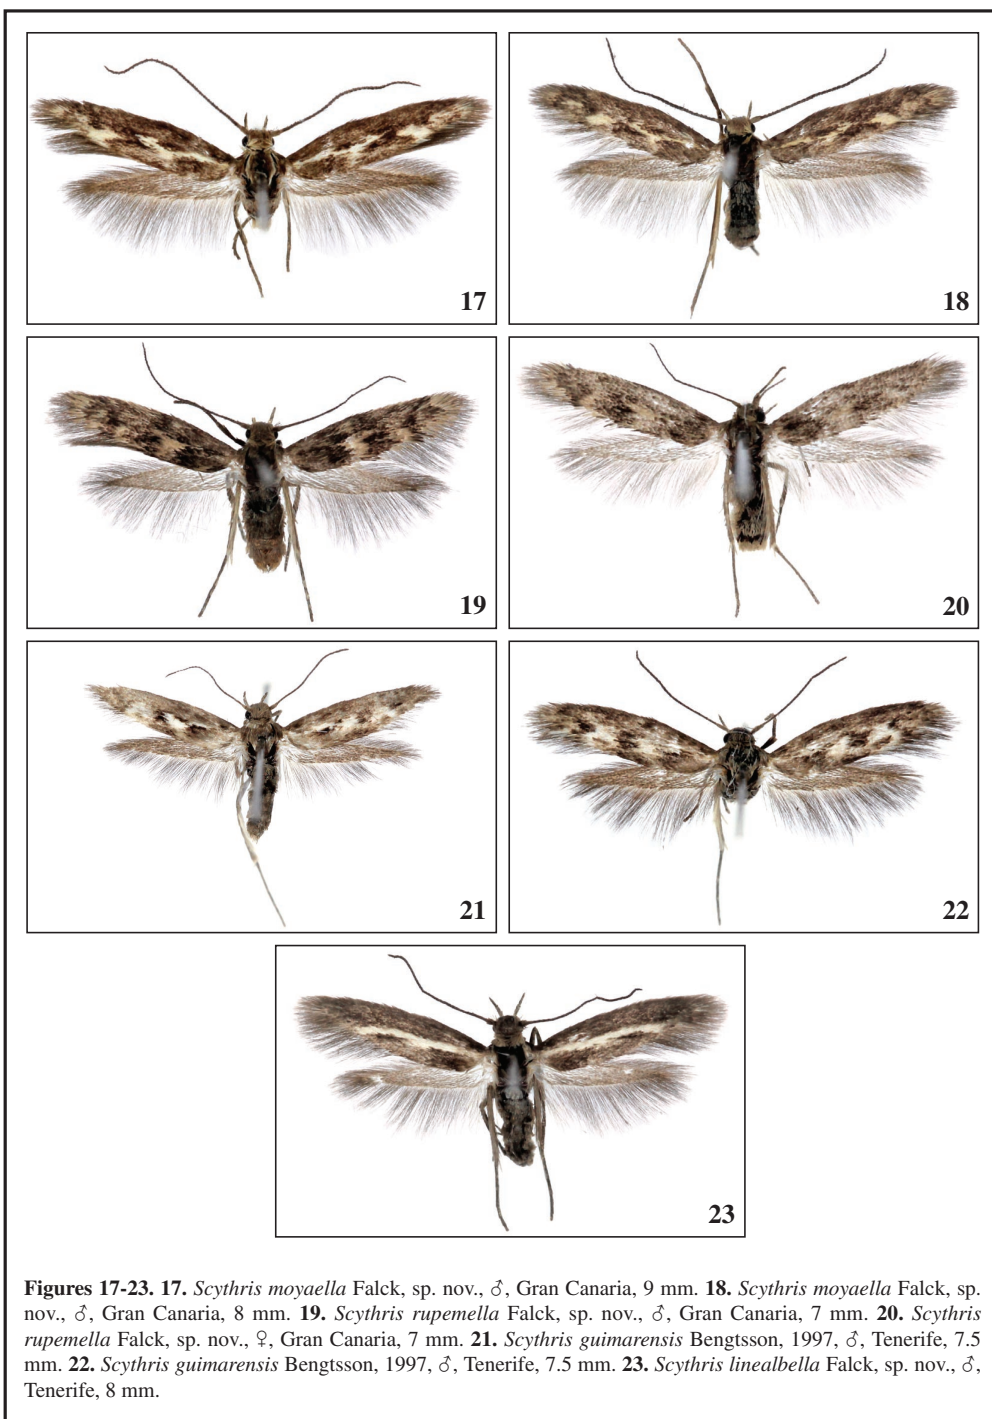 17
18
19
20
21
22
23
Figures 17-23. 17. Scythris moyaella Falck, sp. nov., ♂, Gran Canaria, 9 mm. 18. Scythris moyaella Falck, sp.
nov., ♂, Gran Canaria, 8 mm. 19. Scythris rupemella Falck, sp. nov., ♂, Gran Canaria, 7 mm. 20. Scythris
rupemella Falck, sp. nov., ♀, Gran Canaria, 7 mm. 21. Scythris guimarensis Bengtsson, 1997, ♂, Tenerife, 7.5
mm. 22. Scythris guimarensis Bengtsson, 1997, ♂, Tenerife, 7.5 mm. 23. Scythris linealbella Falck, sp. nov., ♂,
Tenerife, 8 mm.